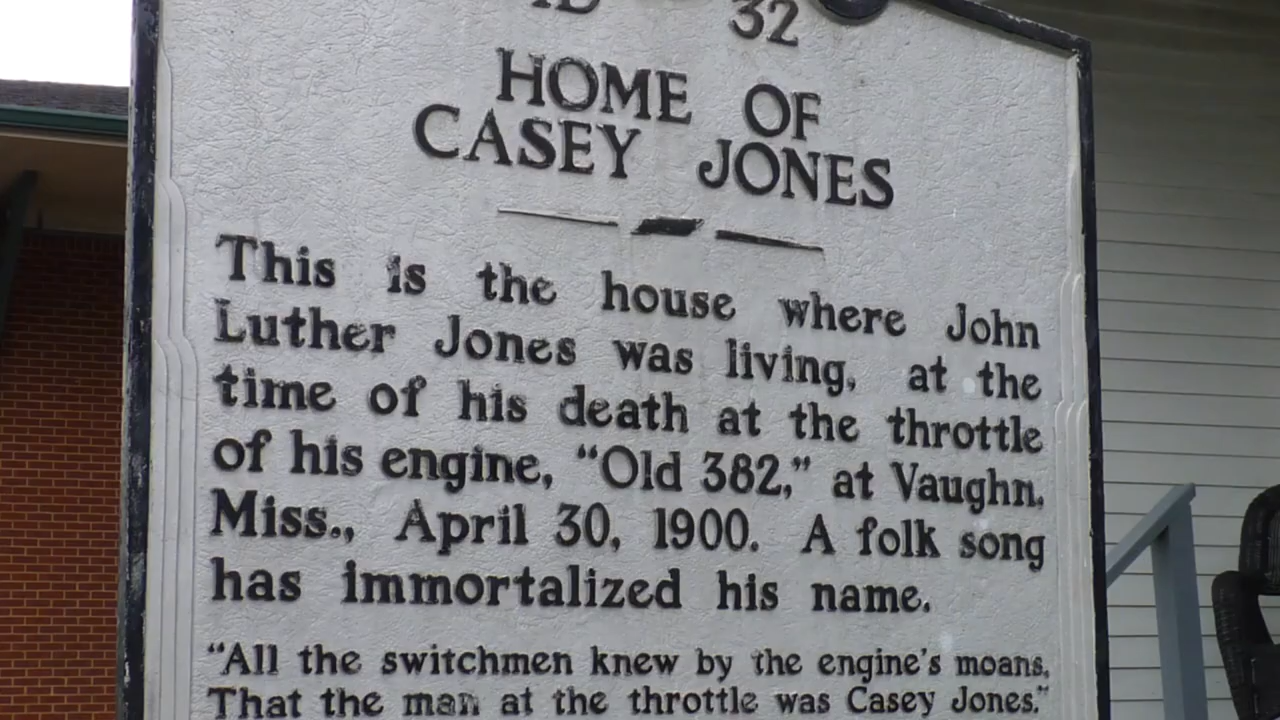 32
HOME OF
CASEY JONES
This is the house where John
Luther Jones was living, at the
time of his death at the throttle
of his engine, “Old 382,” at Vaughn,
Miss., April 30, 1900. A folk song
has immortalized his name.
“All the switchmen knew by the engine's moans,
That the man at the throttle was Casey Jones.”